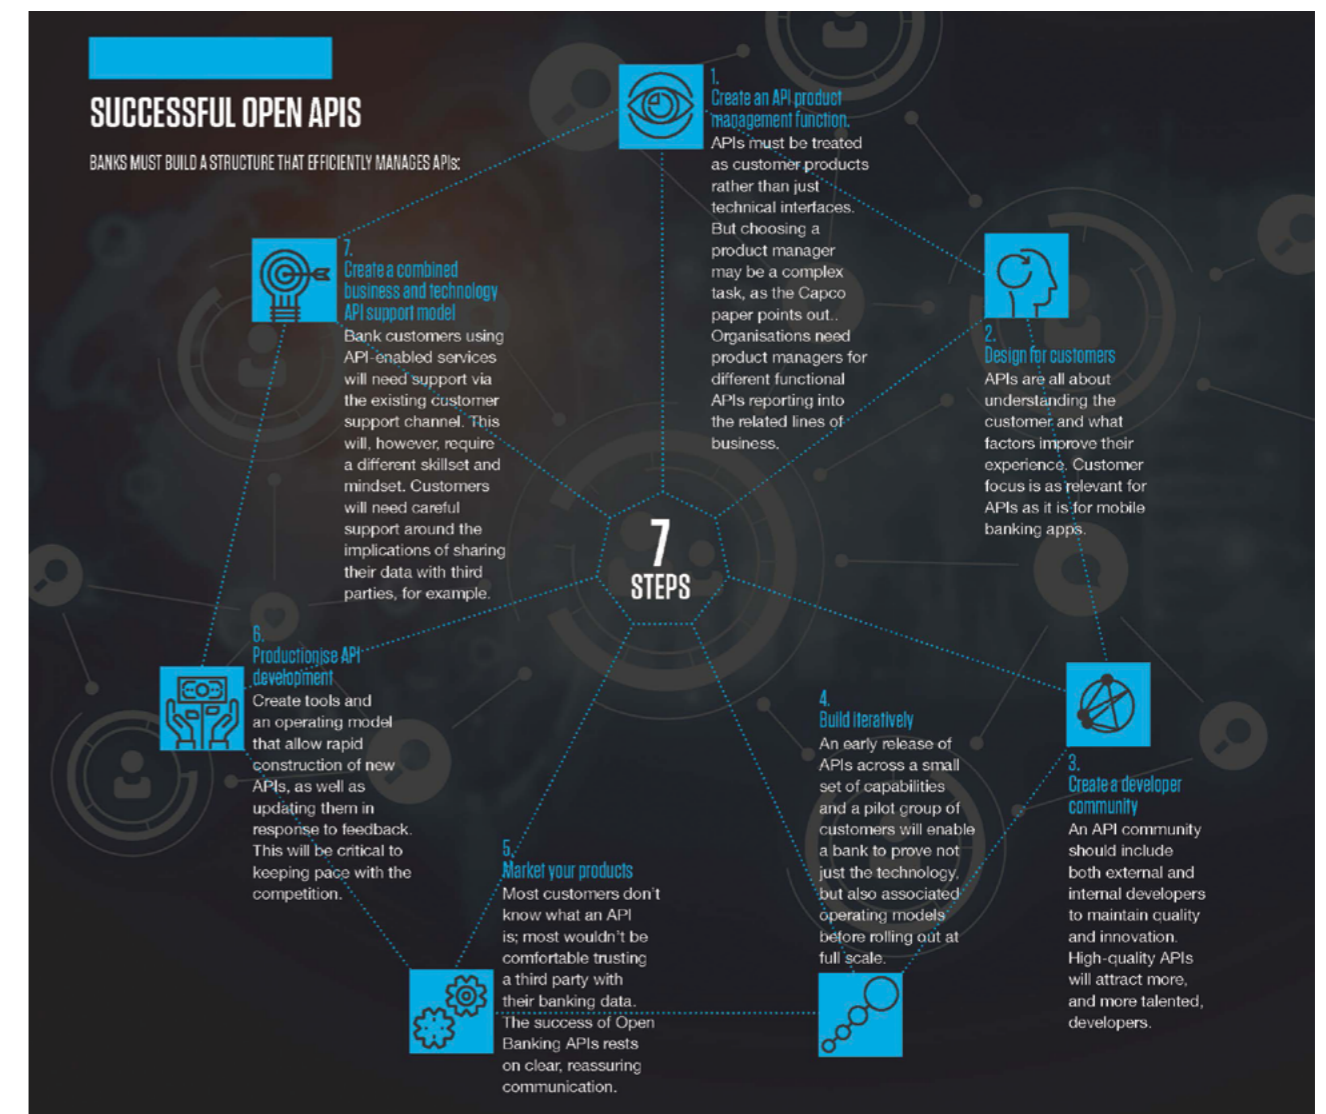 SUCCESSFUL OPEN APIS
BANKS MUST BUILD A STRUCTURE THAT EFFICIENTLY MANAGES APIs:
1.
Create an API product
management function.
APIs must be treated
as customer products
rather than just
technical interfaces.
But choosing a
product manager
may be a complex
task, as the Capco
paper points out..
Organisations need
product managers for
different functional
APIs reporting into
the related lines of
business.
2.
Design for customers
APIs are all about
understanding the
customer and what
factors improve their
experience. Customer
focus is as relevant for
APIs as it is for mobile
banking apps.
3.
Create a developer
community
An API community
should include
both external and
internal developers
to maintain quality
and innovation.
High-quality APIs
will attract more,
and more talented,
developers.
4.
Build iteratively
An early release of
APIs across a small
set of capabilities
and a pilot group of
customers will enable
a bank to prove not
just the technology,
but also associated
operating models
before rolling out at
full scale.
5.
Market your products
Most customers don't
know what an API
is; most wouldn't be
comfortable trusting
a third party with
their banking data.
The success of Open
Banking APIs rests
on clear, reassuring
communication.
6.
Productionise API
development
Create tools and
an operating model
that allow rapid
construction of new
APIs, as well as
updating them in
response to feedback.
This will be critical to
keeping pace with the
competition.
7.
Create a combined
business and technology
API support model
Bank customers using
API-enabled services
will need support via
the existing customer
support channel. This
will, however, require
a different skillset and
mindset. Customers
will need careful
support around the
implications of sharing
their data with third
parties, for example.
7
STEPS